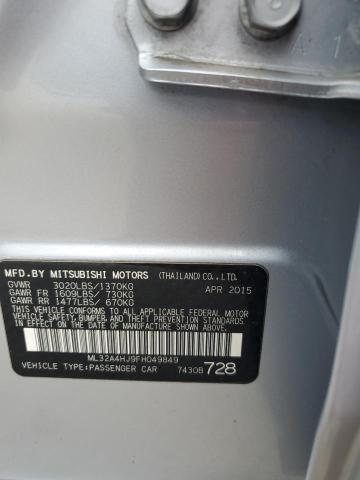 A1
MFD.BY MITSUBISHI MOTORS (THAILAND) CO., LTD.
GVWR 3020LBS/1370KG APR 2015
GAWR FR 1609LBS/ 730KG
GAWR RR 1477LBS/ 670KG
THIS VEHICLE CONFORMS TO ALL APPLICABLE
FEDERAL MOTOR VEHICLE SAFETY,
BUMPER, AND THEFT PREVENTION STANDARDS
IN EFFECT ON THE DATE OF MANUFACTURE
SHOWN ABOVE.
ML32A4HJ9FH049849
VEHICLE TYPE:PASSENGER CAR 7430B 728